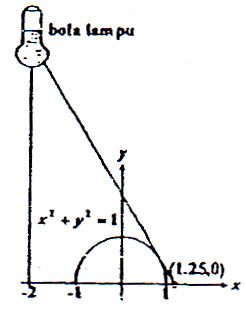 bola lampu
y
x² + y² = 1
(1.25,0)
-2
-1
1
x